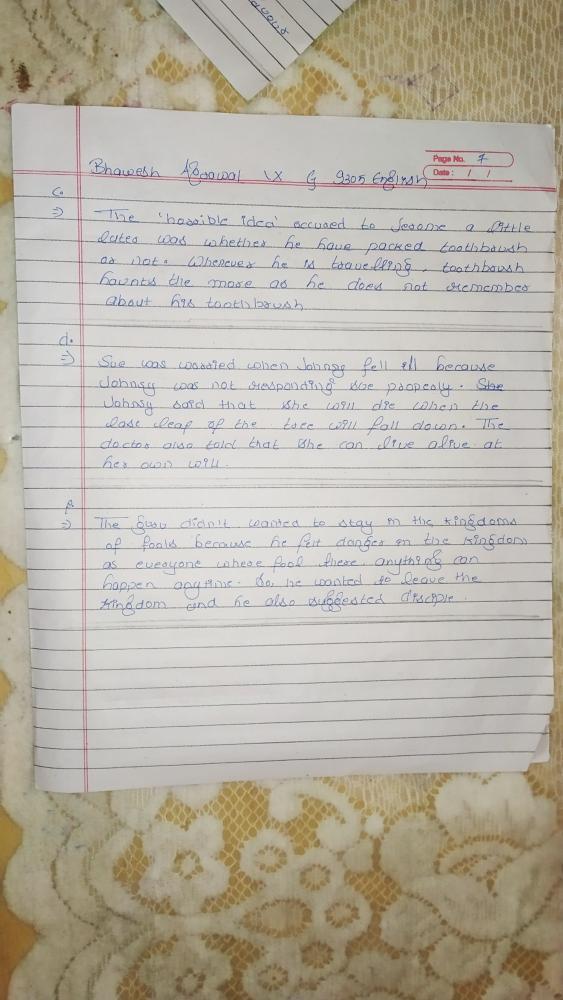 Page No. 7
Date : / /
Bhawesh Agrawal IX G 9305 English
c.
⇒ The 'horrible idea' occured to Jerome a little
later was whether he have packed toothbrush
or not. Whenever he is travelling, toothbrush
haunts the more as he does not remember
about his toothbrush
d.
⇒ Sue was worried when Johnsy fell ill because
Johnsy was not responding sue properly. She
Johnsy said that she will die when the
last leaf of the tree will fall down. The
doctor also told that she can live alive at
her own will.
f
⇒ The guru didn't wanted to stay in the Kingdoms
of fools because he felt danger in the Kingdom
as everyone where fool there. anything can
happen anytime. So, he wanted to leave the
Kingdom and he also suggested disciple.